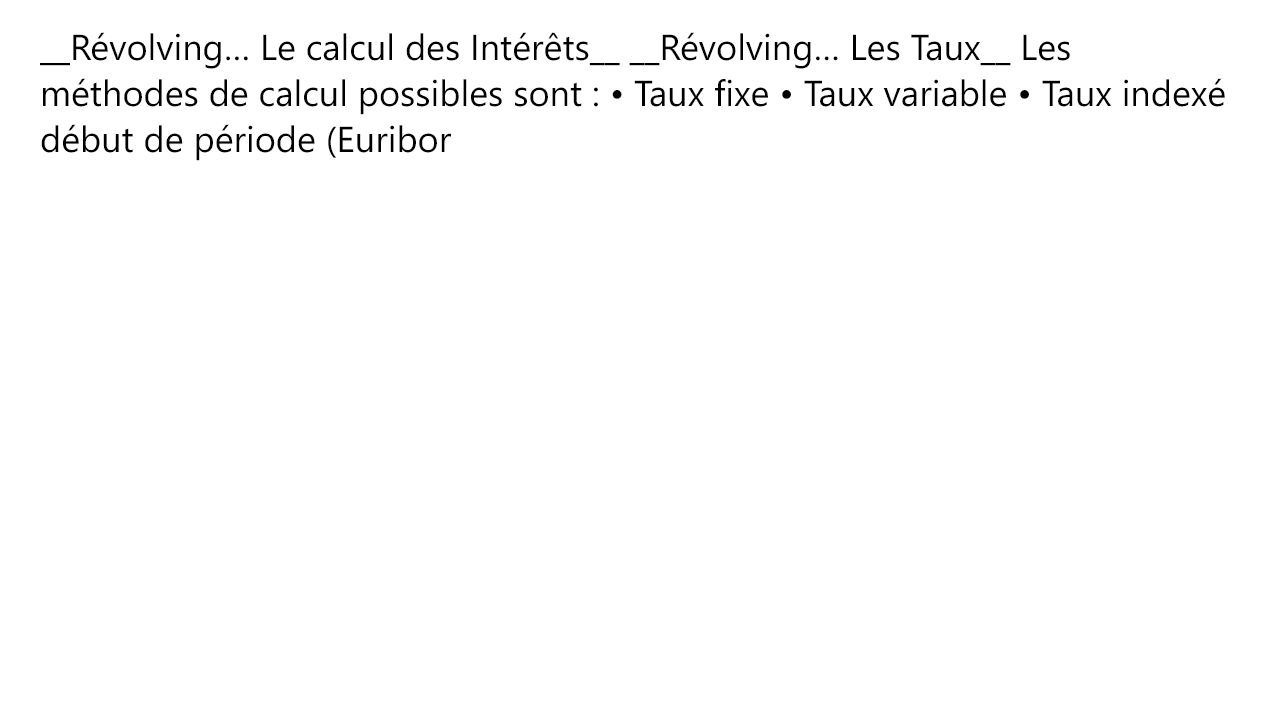 __Révolving... Le calcul des Intérêts__ __Révolving... Les Taux__ Les
méthodes de calcul possibles sont : • Taux fixe • Taux variable • Taux indexé
début de période (Euribor